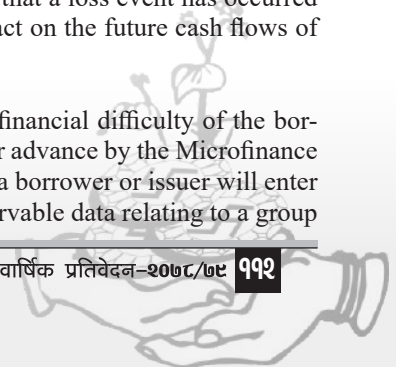 that a loss event has occurred
act on the future cash flows of
financial difficulty of the bor-
r advance by the Microfinance
a borrower or issuer will enter
rvable data relating to a group
वार्षिक प्रतिवेदन–२०७८/७९ ११२